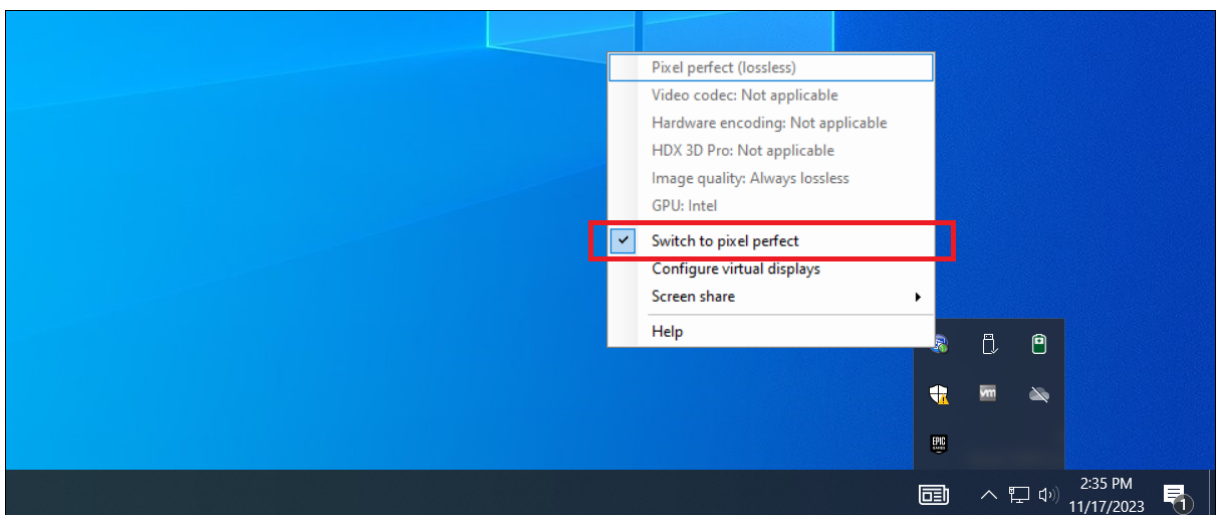 Pixel perfect (lossless)
Video codec: Not applicable
Hardware encoding: Not applicable
HDX 3D Pro: Not applicable
Image quality: Always lossless
GPU: Intel
Switch to pixel perfect
Configure virtual displays
Screen share
Help
vm
EPIC
GAMES
2:35 PM
11/17/2023
1